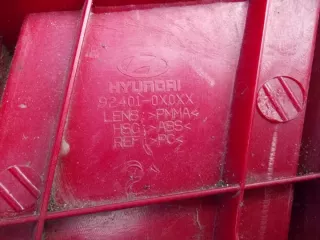 HYUNDAI
92401-0X0XX
LENS:>PMMA<
HSG:>ABS<
REF:>PC<